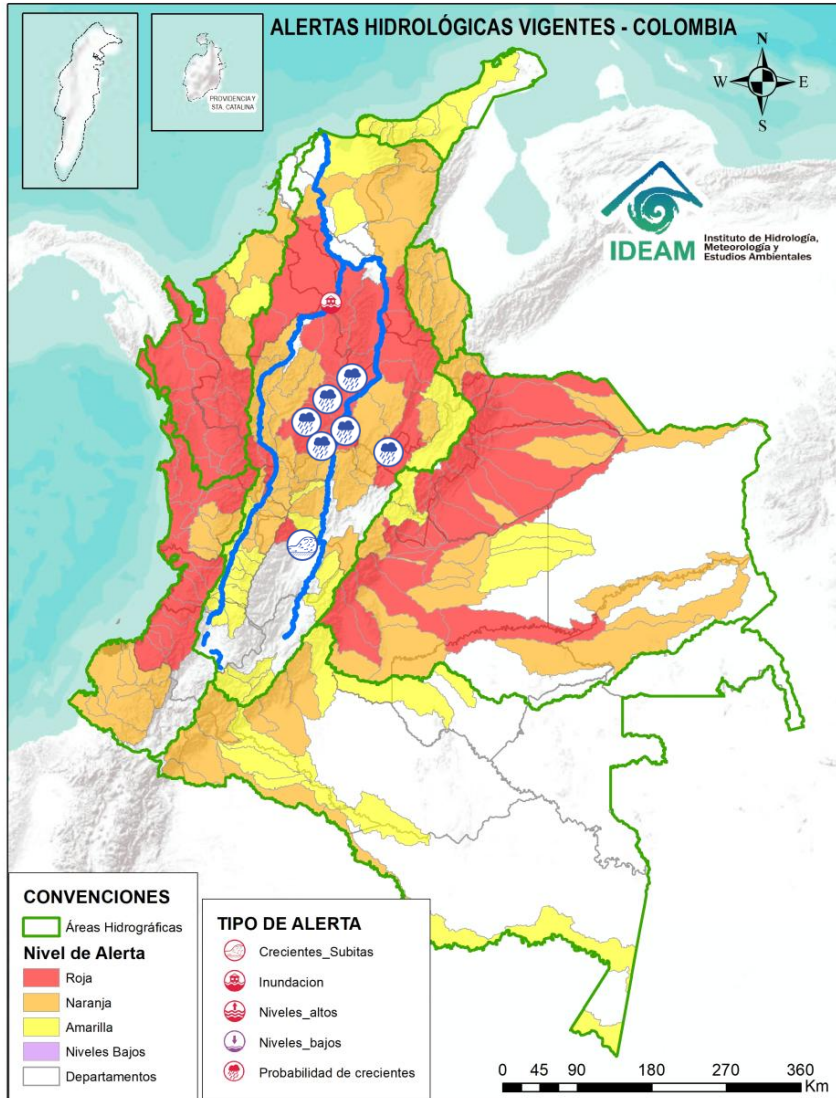 ALERTAS HIDROLÓGICAS VIGENTES - COLOMBIA
PROVIDENCIA Y
STA. CATALINA
N
W
E
S
IDEAM
Instituto de Hidrología,
Meteorología y
Estudios Ambientales
CONVENCIONES
Áreas Hidrográficas
Nivel de Alerta
Roja
Naranja
Amarilla
Niveles Bajos
Departamentos
TIPO DE ALERTA
Crecientes_Subitas
Inundacion
Niveles_altos
Niveles_bajos
Probabilidad de crecientes
0 45 90 180 270 360
Km